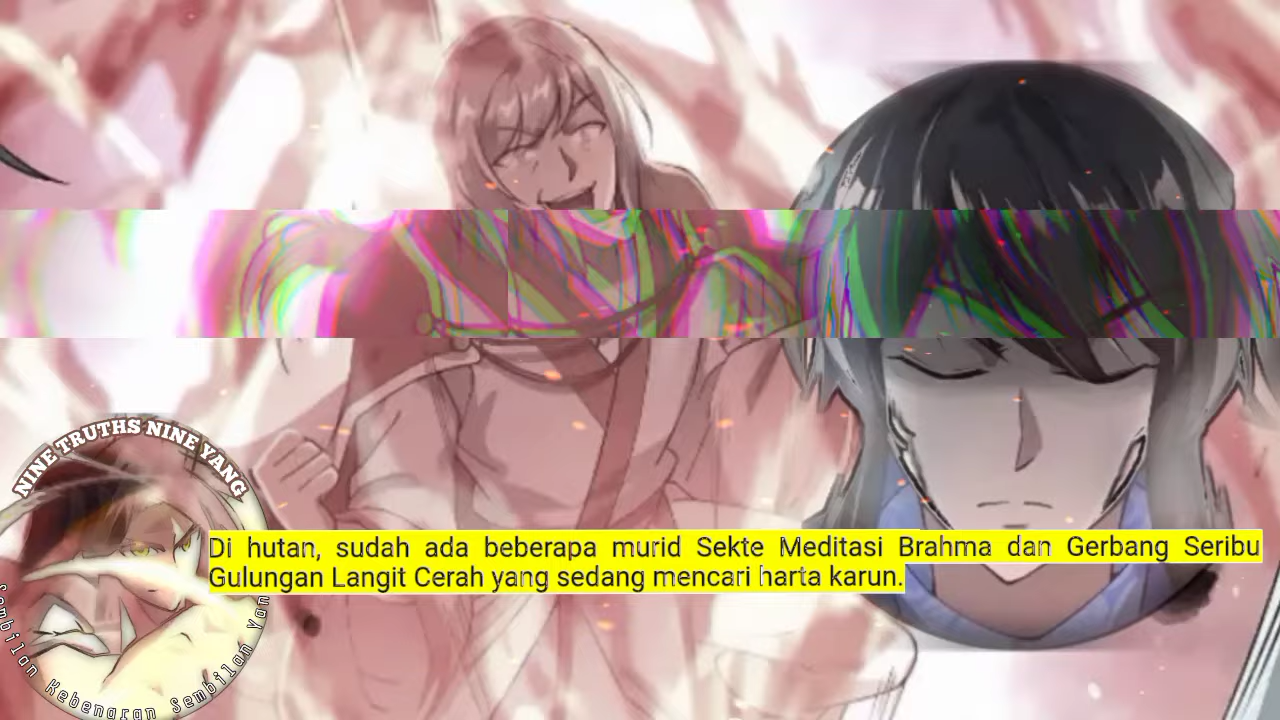 NINE TRUTHS NINE YANG
Di hutan, sudah ada beberapa murid Sekte Meditasi Brahma dan Gerbang Seribu
Gulungan Langit Cerah yang sedang mencari harta karun.
Sembilan Kebenaran Sembilan Yan